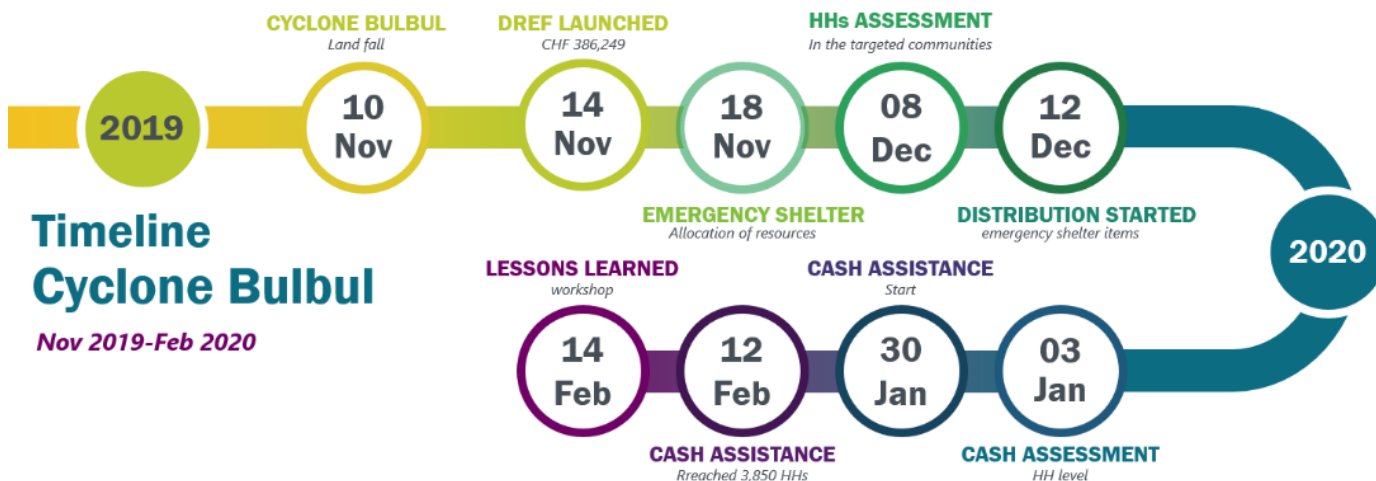 CYCLONE BULBUL
Land fall
DREF LAUNCHED
CHF 386,249
HHs ASSESSMENT
In the targeted communities
2019
10
Nov
14
Nov
18
Nov
08
Dec
12
Dec
EMERGENCY SHELTER
Allocation of resources
DISTRIBUTION STARTED
emergency shelter items
Timeline
Cyclone Bulbul
Nov 2019-Feb 2020
2020
LESSONS LEARNED
workshop
CASH ASSISTANCE
Start
14
Feb
12
Feb
30
Jan
03
Jan
CASH ASSISTANCE
Rreached 3,850 HHs
CASH ASSESSMENT
HH level